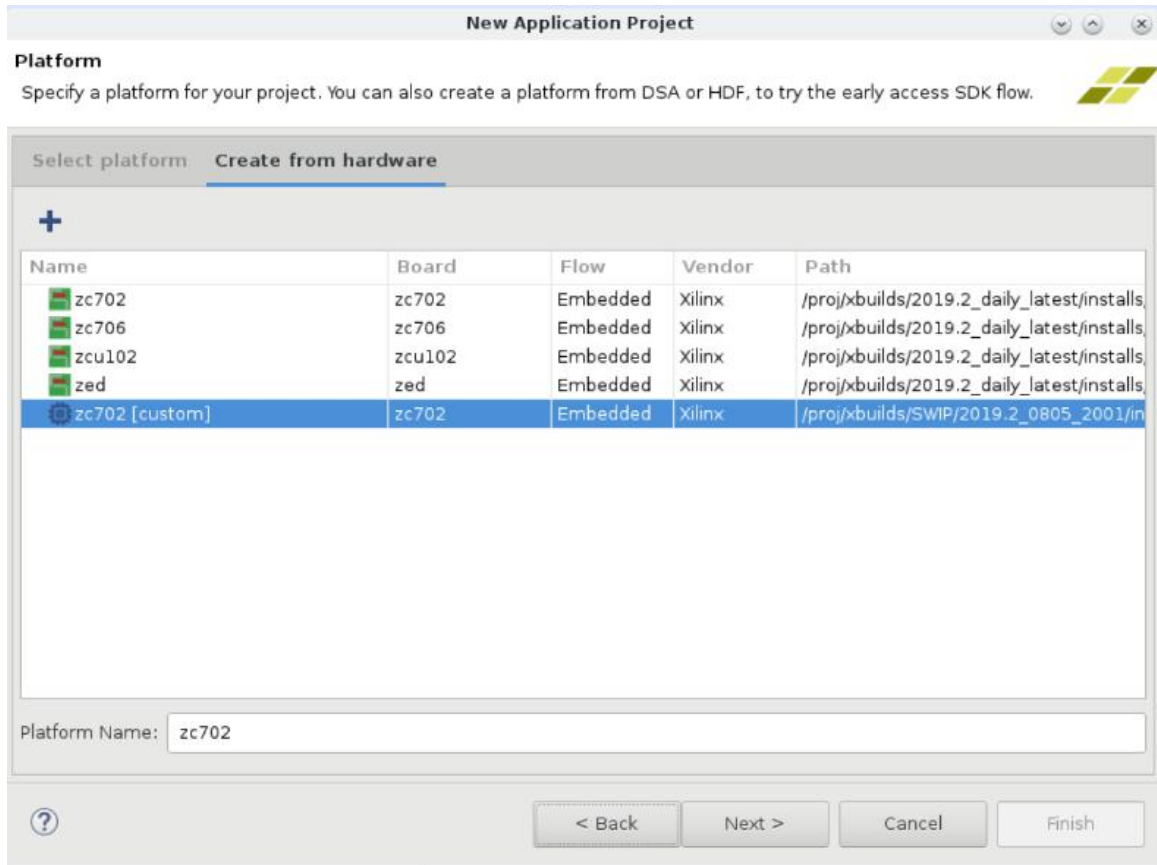 New Application Project
Platform
Specify a platform for your project. You can also create a platform from DSA or HDF, to try the early access SDK flow.
Select platform Create from hardware
Name Board Flow Vendor Path
zc702 zc702 Embedded Xilinx /proj/xbuilds/2019.2_daily_latest/installs,
zc706 zc706 Embedded Xilinx /proj/xbuilds/2019.2_daily_latest/installs,
zcu102 zcu102 Embedded Xilinx /proj/xbuilds/2019.2_daily_latest/installs,
zed zed Embedded Xilinx /proj/xbuilds/2019.2_daily_latest/installs,
zc702 [custom] zc702 Embedded Xilinx /proj/xbuilds/SWIP/2019.2_0805_2001/in
Platform Name: zc702
? < Back Next > Cancel Finish